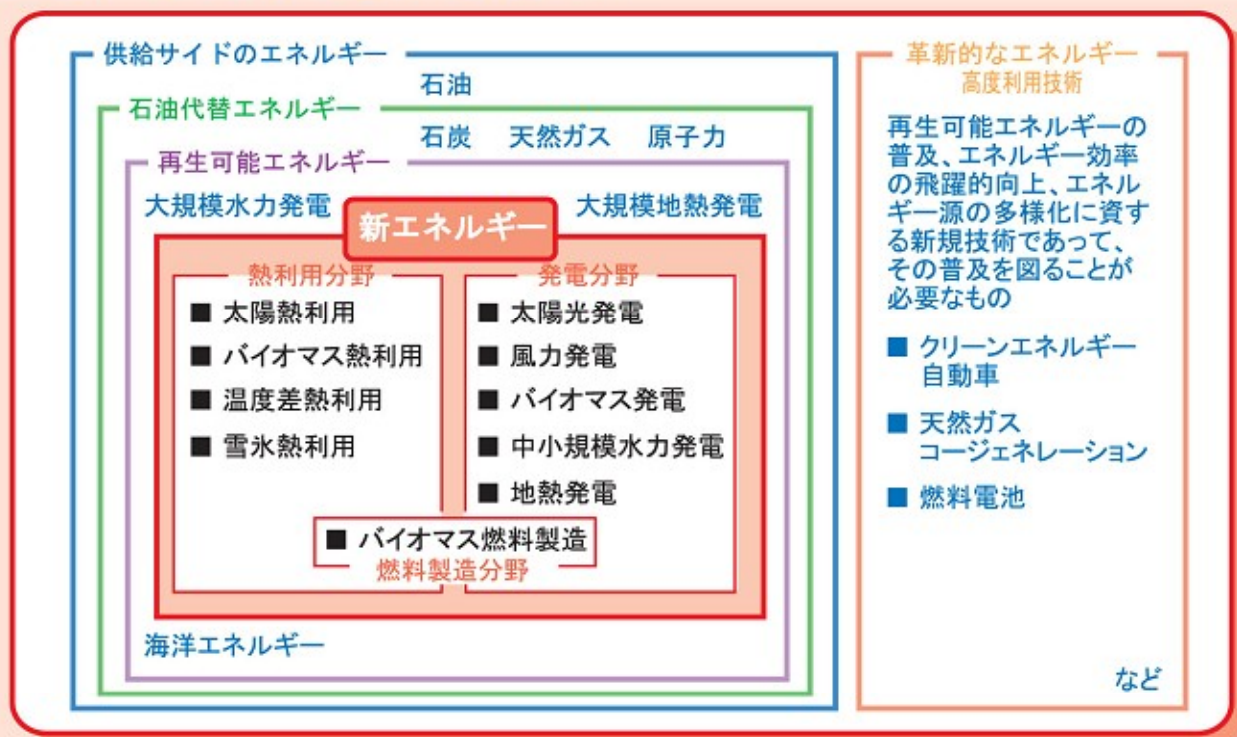 供給サイドのエネルギー
石油
石油代替エネルギー
石炭 天然ガス 原子力
再生可能エネルギー
大規模水力発電
新エネルギー
大規模地熱発電
熱利用分野
■ 太陽熱利用
■ バイオマス熱利用
■ 温度差熱利用
■ 雪氷熱利用
発電分野
■ 太陽光発電
■ 風力発電
■ バイオマス発電
■ 中小規模水力発電
■ 地熱発電
■ バイオマス燃料製造
燃料製造分野
海洋エネルギー
革新的なエネルギー
高度利用技術
再生可能エネルギーの
普及、エネルギー効率
の飛躍的向上、エネル
ギー源の多様化に資す
る新規技術であって、
その普及を図ることが
必要なもの
■ クリーンエネルギー
自動車
■ 天然ガス
コージェネレーション
■ 燃料電池
など